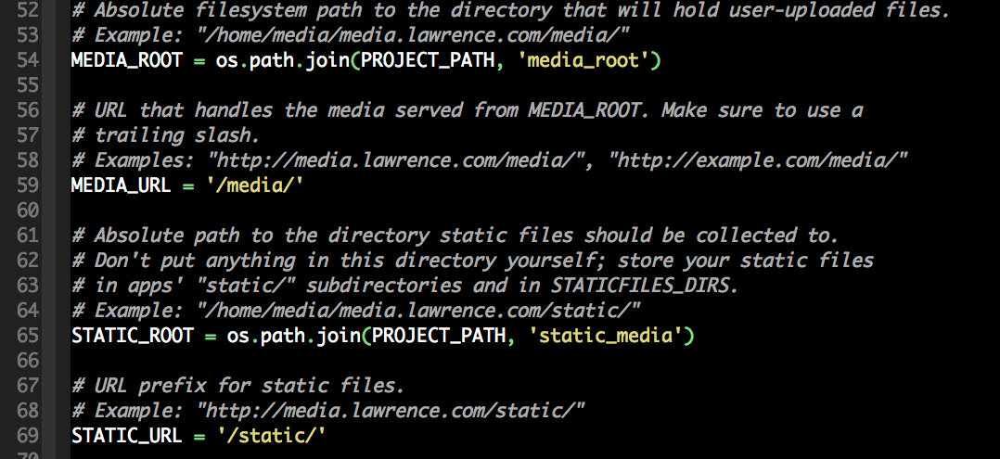 52 # Absolute filesystem path to the directory that will hold user-uploaded files.
53 # Example: "/home/media/media.lawrence.com/media/"
54 MEDIA_ROOT = os.path.join(PROJECT_PATH, 'media_root')
55
56 # URL that handles the media served from MEDIA_ROOT. Make sure to use a
57 # trailing slash.
58 # Examples: "http://media.lawrence.com/media/", "http://example.com/media/"
59 MEDIA_URL = '/media/'
60
61 # Absolute path to the directory static files should be collected to.
62 # Don't put anything in this directory yourself; store your static files
63 # in apps' "static/" subdirectories and in STATICFILES_DIRS.
64 # Example: "/home/media/media.lawrence.com/static/"
65 STATIC_ROOT = os.path.join(PROJECT_PATH, 'static_media')
66
67 # URL prefix for static files.
68 # Example: "http://media.lawrence.com/static/"
69 STATIC_URL = '/static/'
70